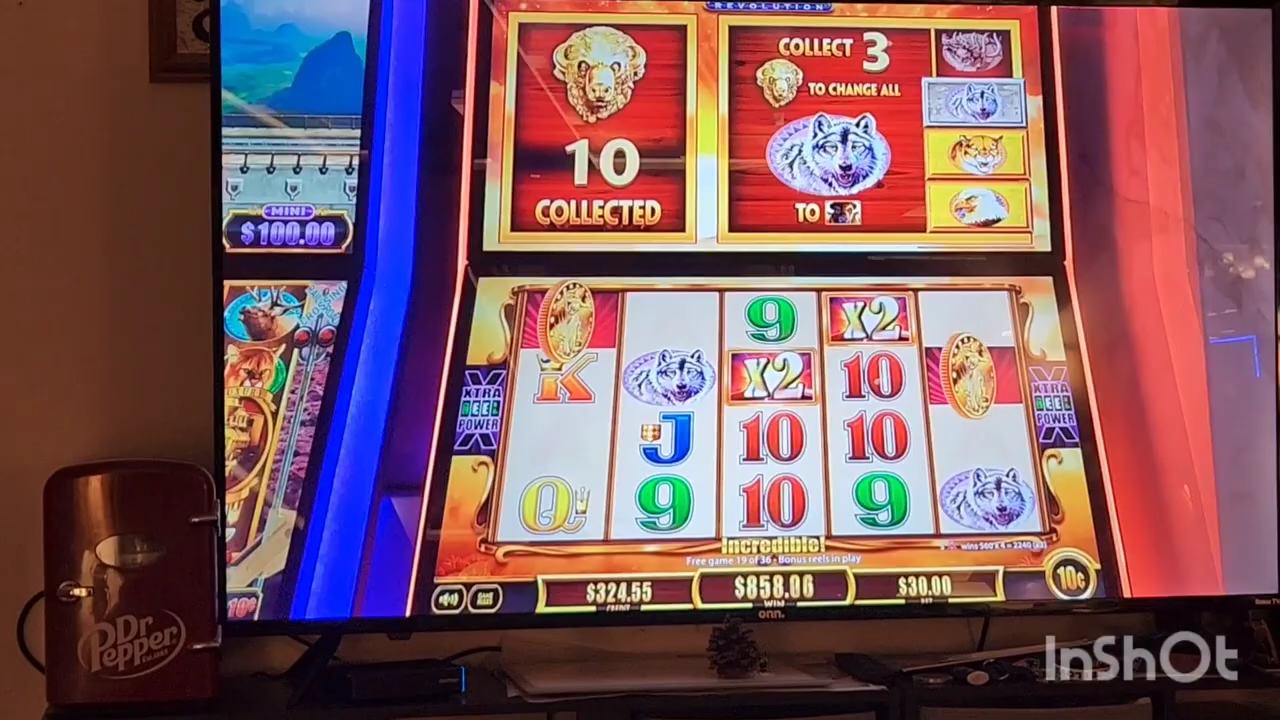 REVOLUTION
10
COLLECTED
COLLECT 3
TO CHANGE ALL
TO
MINI
$100.00
9
X2
K
X2
10
J
10
10
Q
9
10
9
XTRA
REEL
POWER
XTRA
REEL
POWER
Incredible!
wins 560 x 4 = 2240 (x2)
Free game 19 of 36 - Bonus reels in play
$324.55
CREDIT
$858.06
WIN
$30.00
BET
10¢
10¢
onn.
Dr
Pepper
InShOt